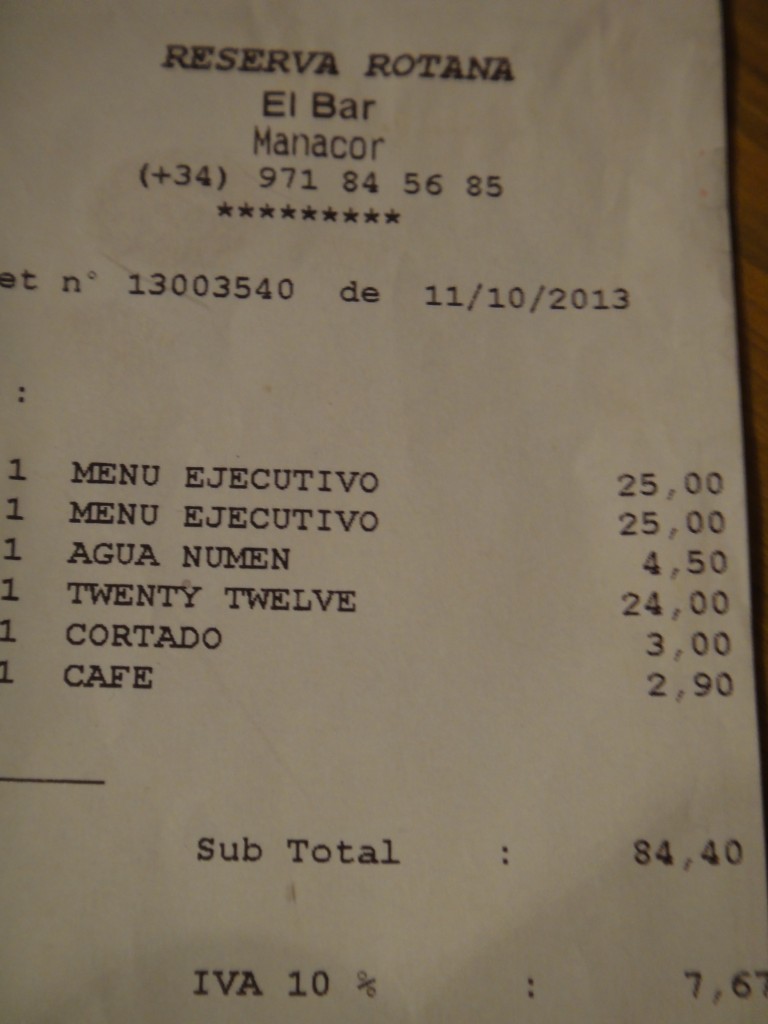 RESERVA ROTANA
El Bar
Manacor
(+34) 971 84 56 85
*********
et n° 13003540 de 11/10/2013
:
1 MENU EJECUTIVO 25,00
1 MENU EJECUTIVO 25,00
1 AGUA NUMEN 4,50
1 TWENTY TWELVE 24,00
1 CORTADO 3,00
1 CAFE 2,90
Sub Total : 84,40
IVA 10 % : 7,67